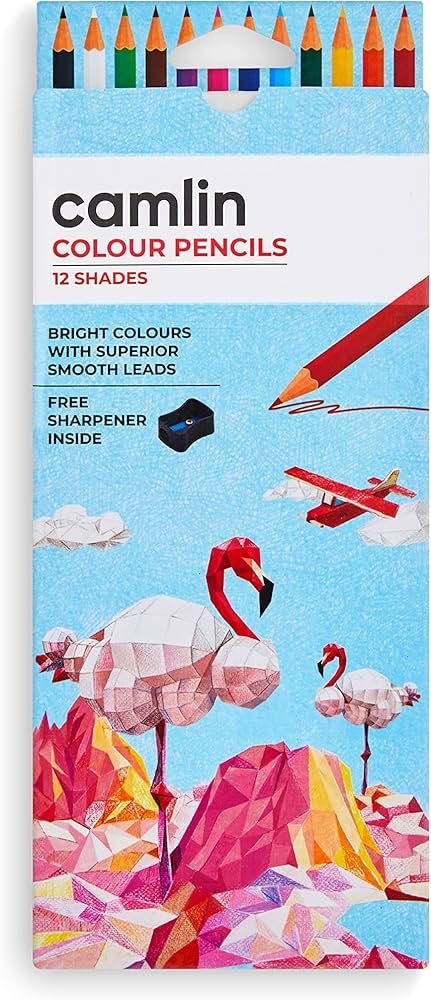 camlin
COLOUR PENCILS
12 SHADES
BRIGHT COLOURS
WITH SUPERIOR
SMOOTH LEADS
FREE
SHARPENER
INSIDE